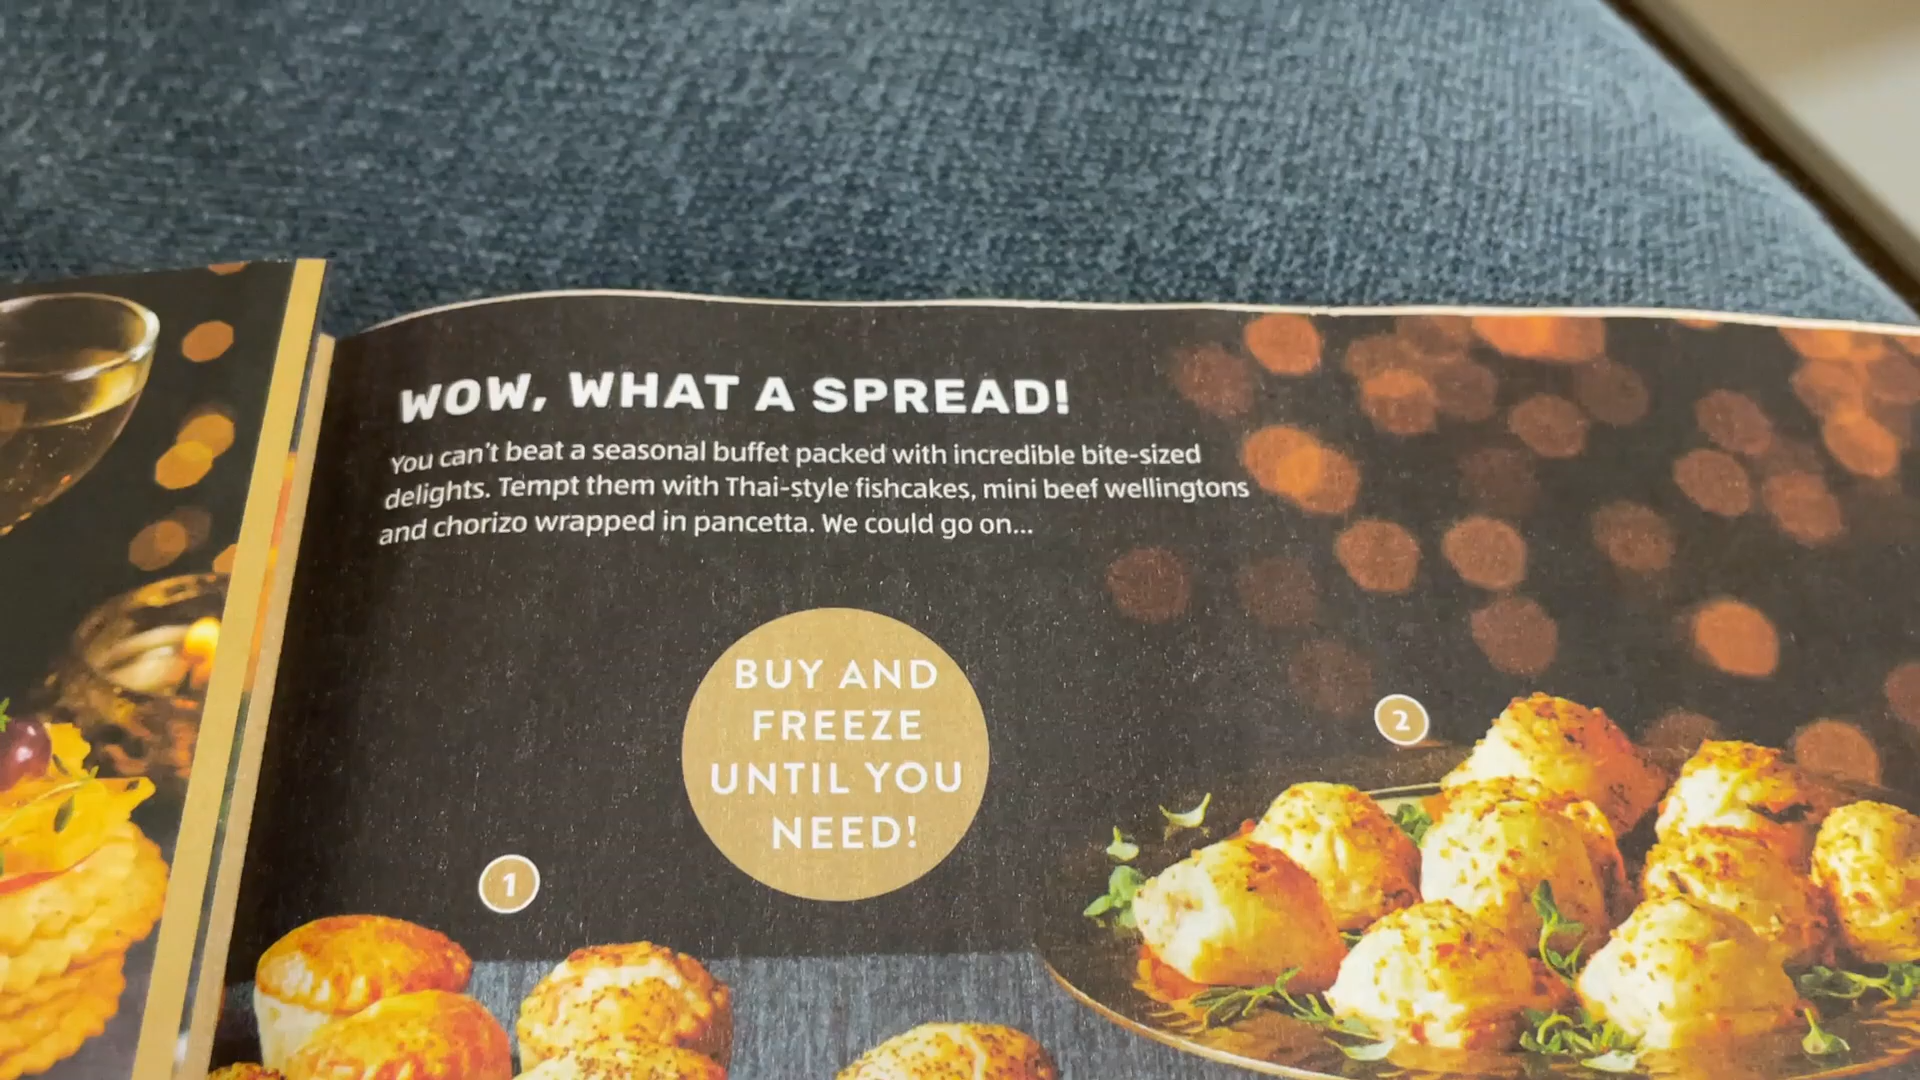 WOW, WHAT A SPREAD!
You can't beat a seasonal buffet packed with incredible bite-sized
delights. Tempt them with Thai-style fishcakes, mini beef wellingtons
and chorizo wrapped in pancetta. We could go on...
BUY AND
FREEZE
UNTIL YOU
NEED!
2
1